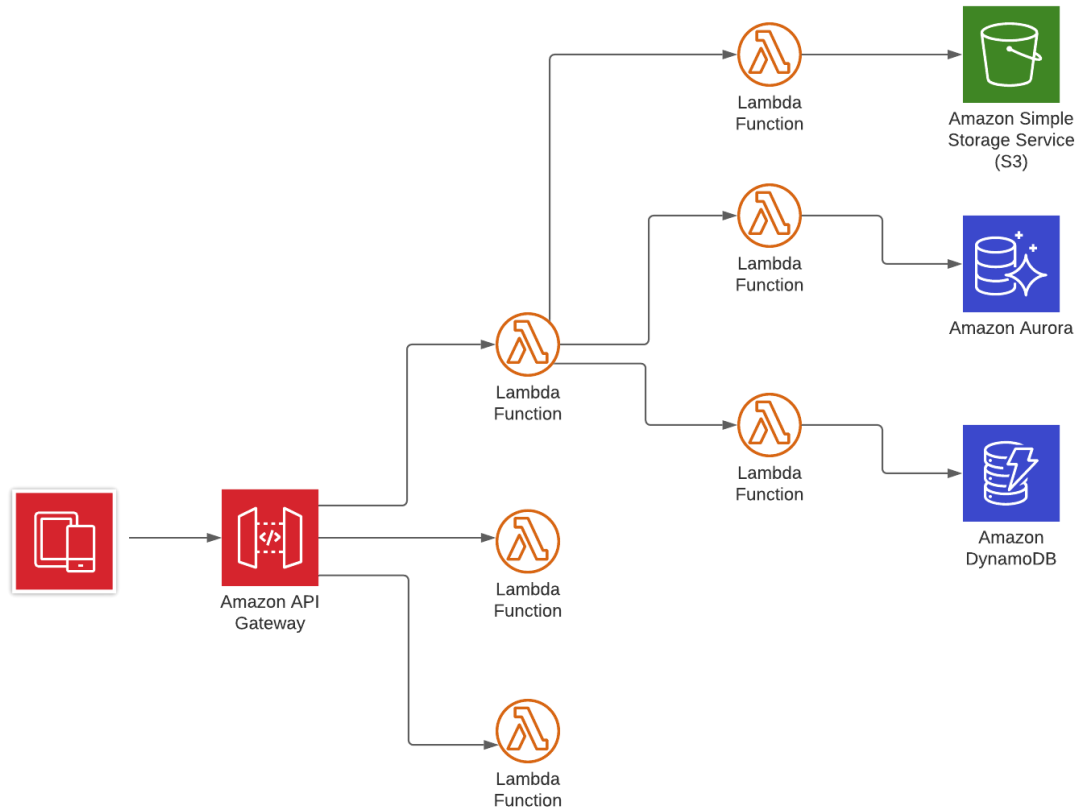 Lambda
Function
Amazon Simple
Storage Service
(S3)
Lambda
Function
Amazon Aurora
Lambda
Function
Lambda
Function
Amazon
DynamoDB
</>
Amazon API
Gateway
Lambda
Function
Lambda
Function